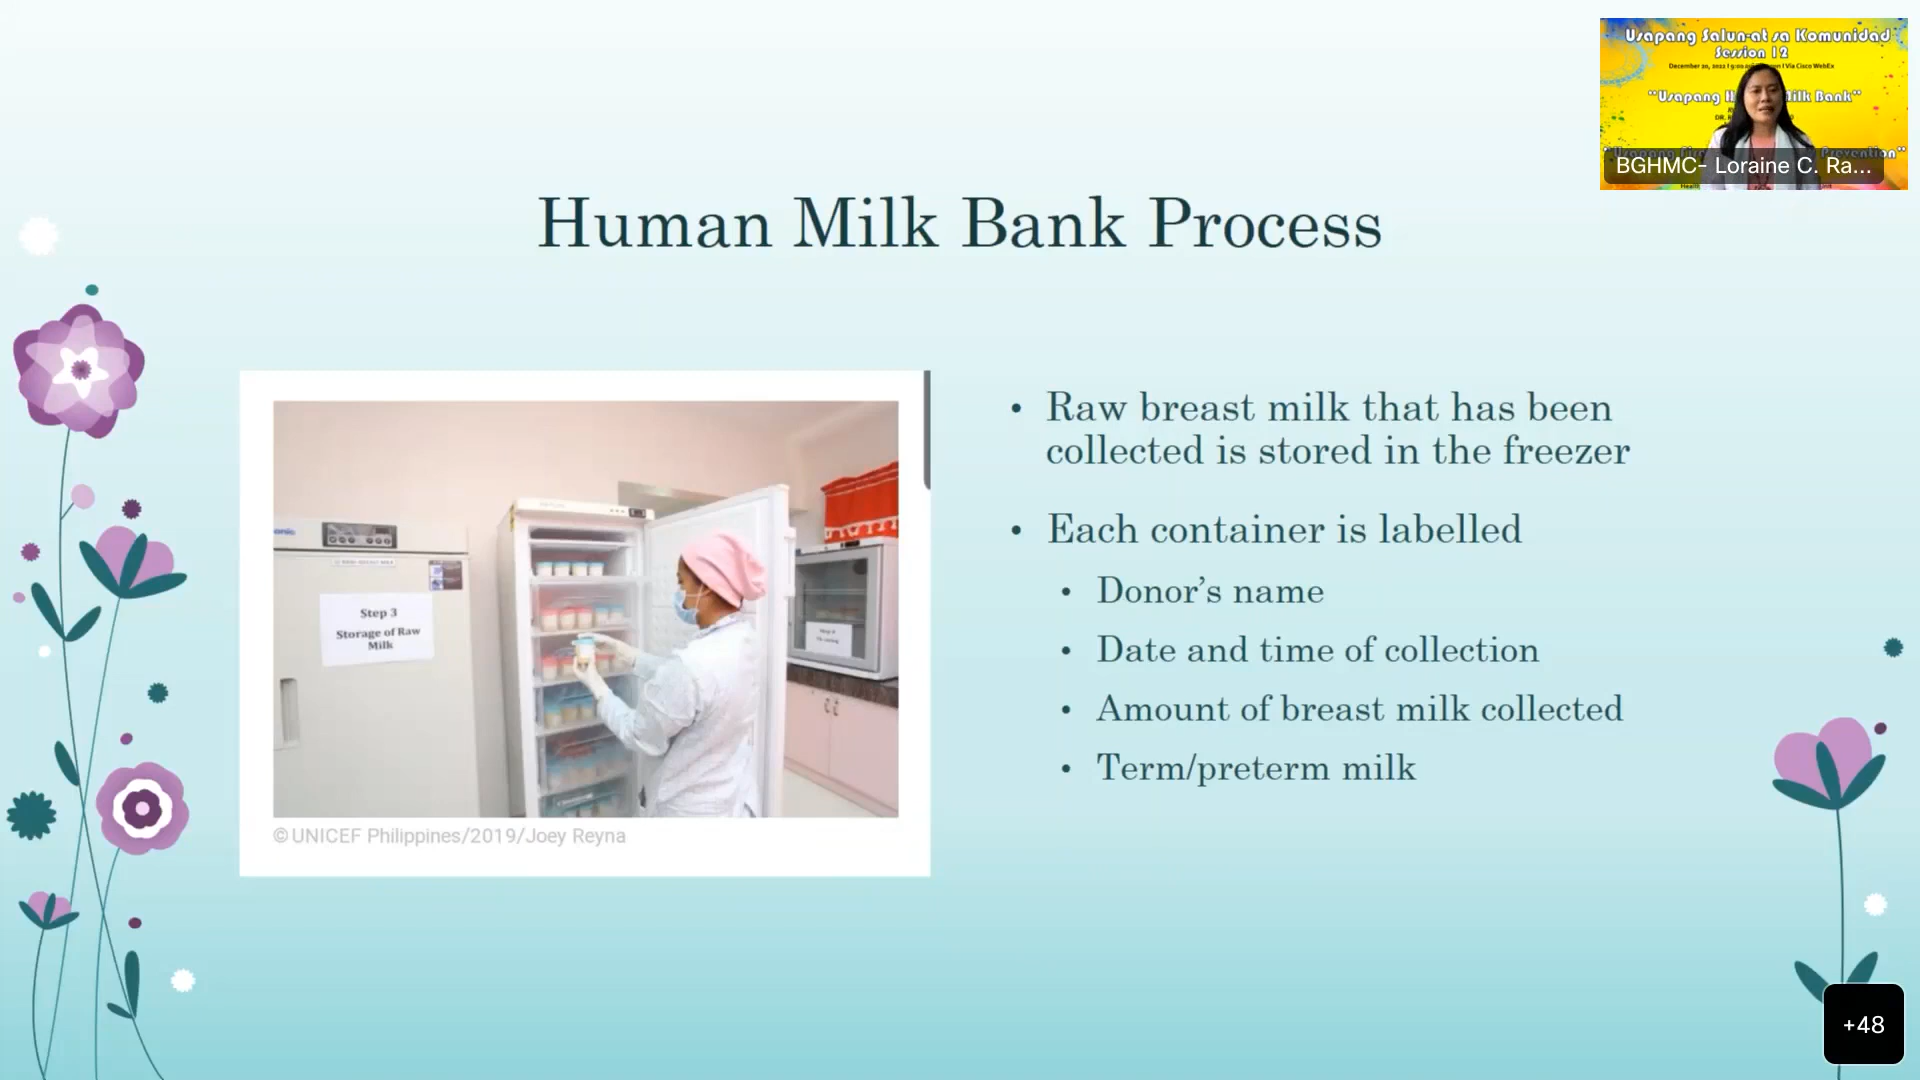 Usapang Salun-at sa Komunidad
Session 12
Via Cisco WebEx
BGHMC- Loraine C. Ra...
Human Milk Bank Process
Step 3
Storage of Raw
Milk
© UNICEF Philippines/2019/Joey Reyna
• Raw breast milk that has been
collected is stored in the freezer
• Each container is labelled
• Donor’s name
• Date and time of collection
• Amount of breast milk collected
• Term/preterm milk
+48